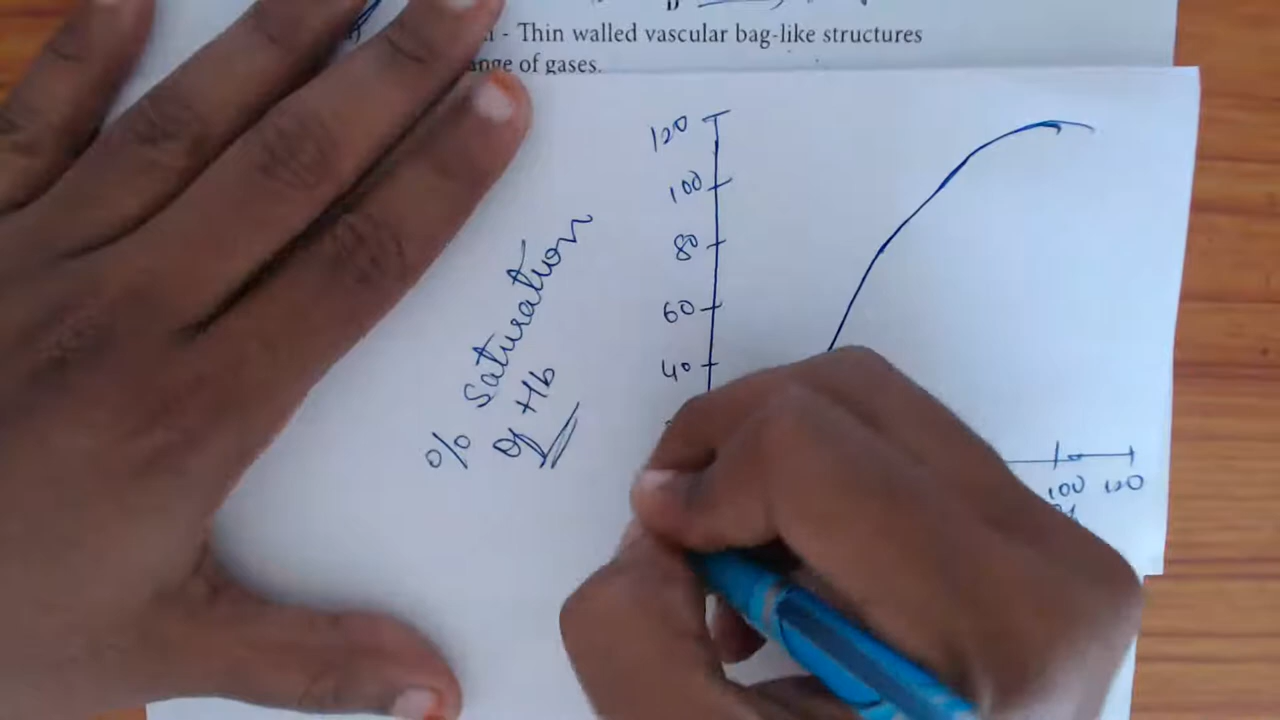 - Thin walled vascular bag-like structures
ange of gases.
120
100
80
60
40
% Saturation
of Hb
100 120